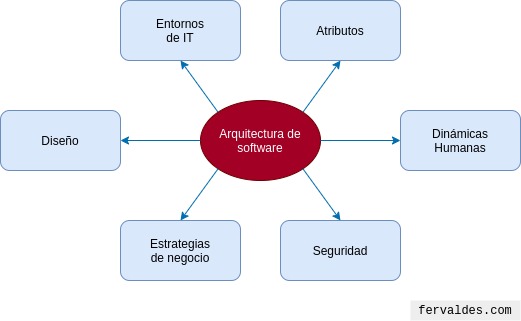 Entornos
de IT
Atributos
Diseño
Arquitectura de
software
Dinámicas
Humanas
Estrategias
de negocio
Seguridad
fervaldes.com